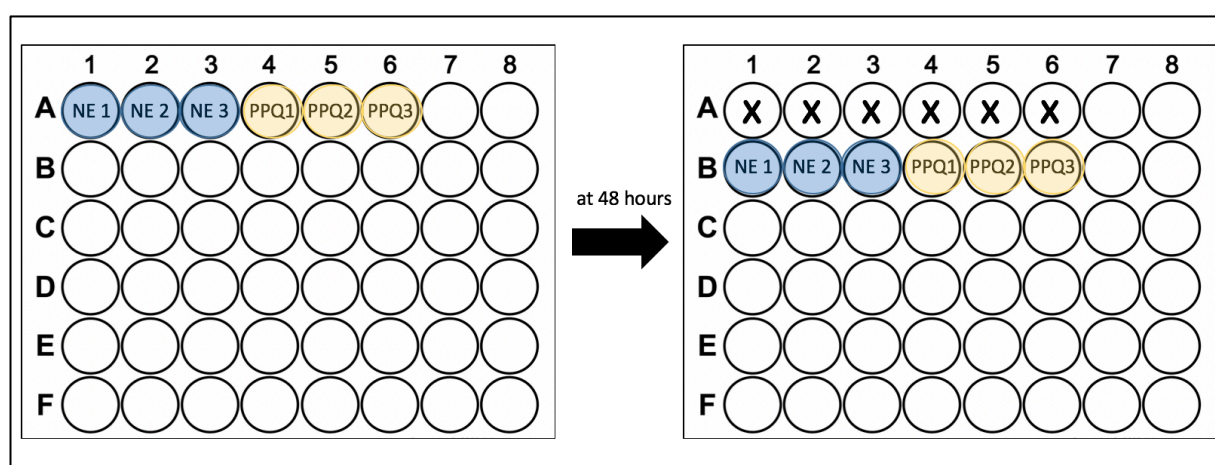 1 2 3 4 5 6 7 8
A NE 1 NE 2 NE 3 PPQ1 PPQ2 PPQ3
B
C
D
E
F
at 48 hours
1 2 3 4 5 6 7 8
A X X X X X X
B NE 1 NE 2 NE 3 PPQ1 PPQ2 PPQ3
C
D
E
F